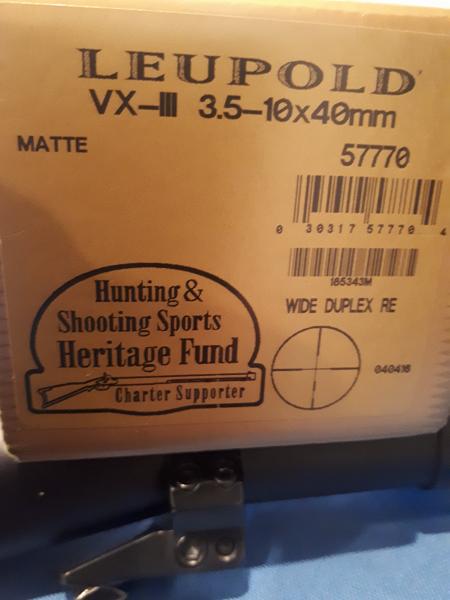 LEUPOLD
VX-III 3.5-10x40mm
MATTE
57770
0 30317 57770 4
185343M
WIDE DUPLEX RE
040416
Hunting &
Shooting Sports
Heritage Fund
Charter Supporter